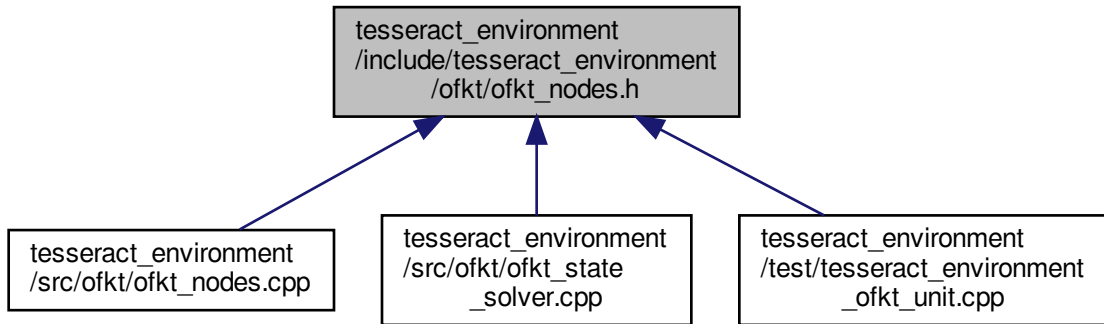 tesseract_environment
/include/tesseract_environment
/ofkt/ofkt_nodes.h
tesseract_environment
/src/ofkt/ofkt_nodes.cpp
tesseract_environment
/src/ofkt/ofkt_state
_solver.cpp
tesseract_environment
/test/tesseract_environment
_ofkt_unit.cpp